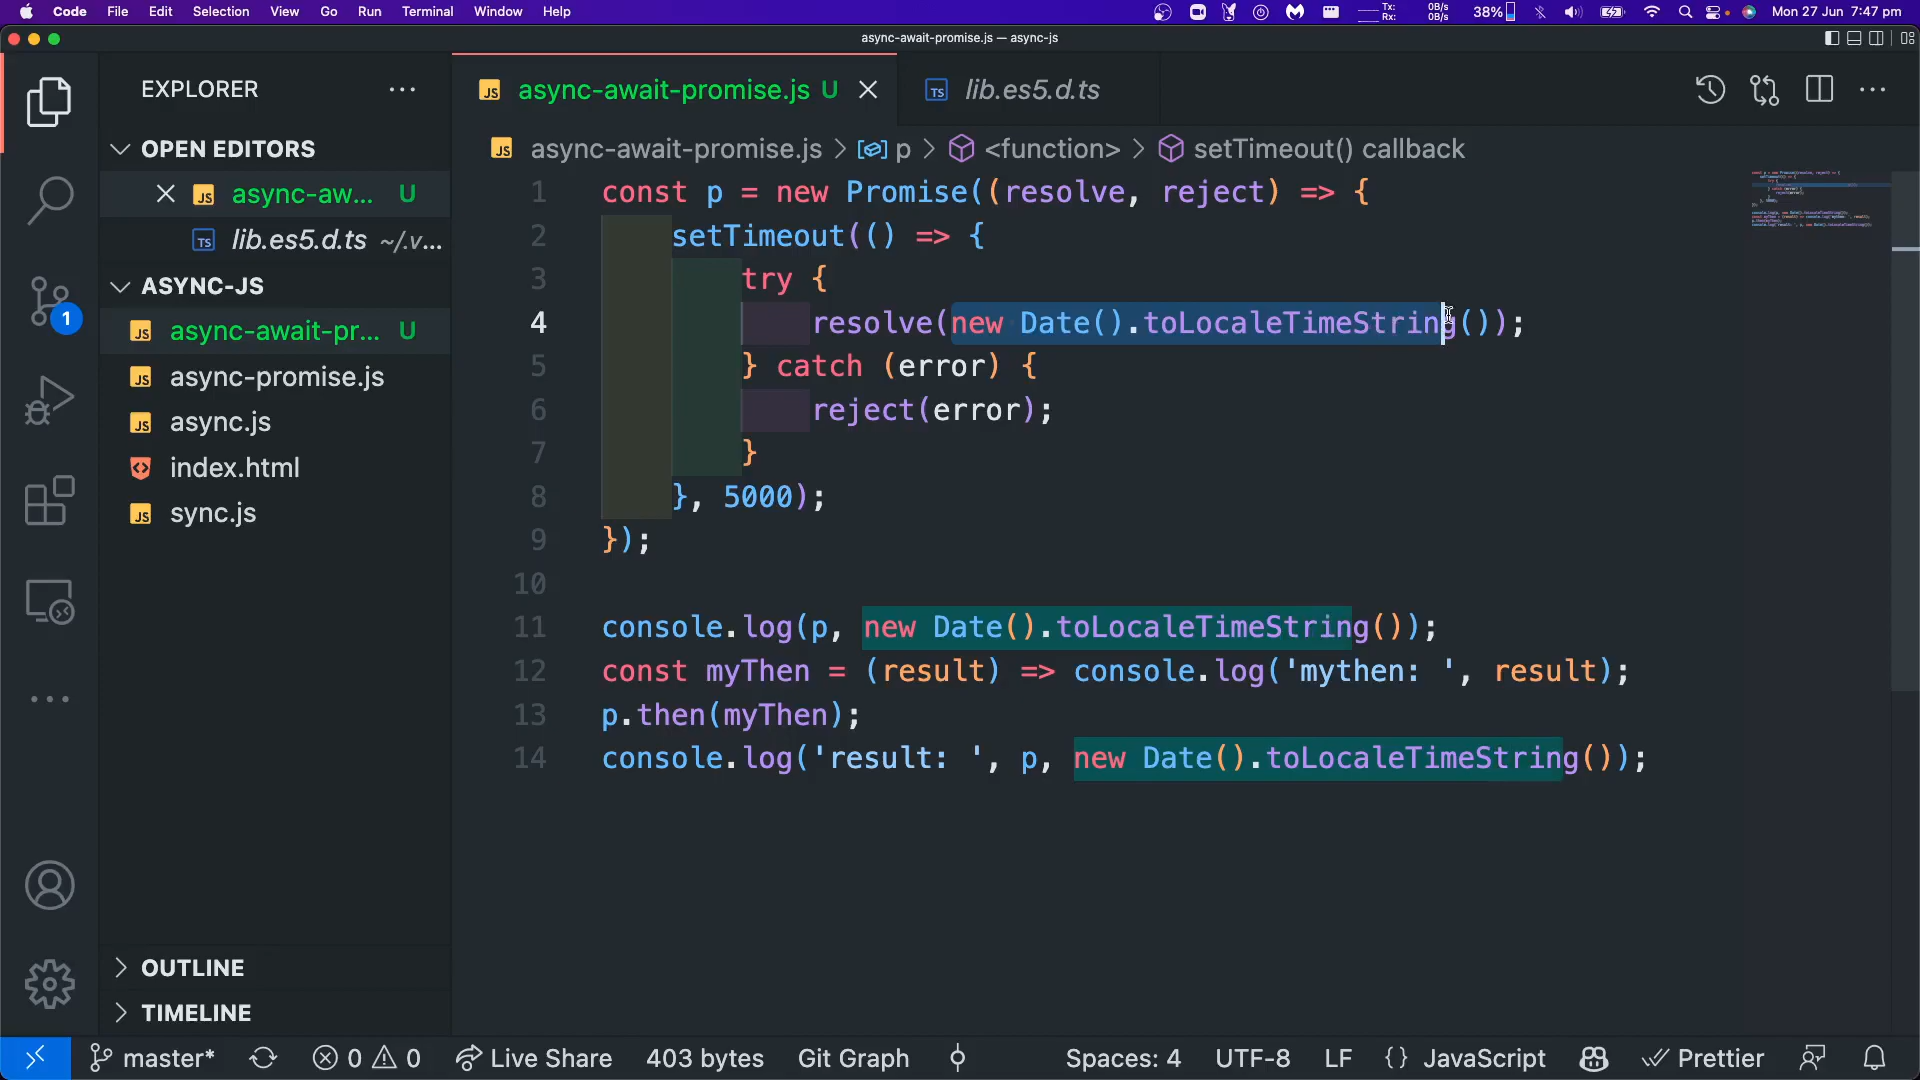 Code File Edit Selection View Go Run Terminal Window Help Tx: Rx: 0B/s 0B/s 38% Mon 27 Jun 7:47 pm
async-await-promise.js — async-js
EXPLORER
OPEN EDITORS
async-aw... U
lib.es5.d.ts ~/.v...
ASYNC-JS
async-await-pr... U
async-promise.js
async.js
index.html
sync.js
OUTLINE
TIMELINE
1
async-await-promise.js U
lib.es5.d.ts
async-await-promise.js > p > <function> > setTimeout() callback
1 const p = new Promise((resolve, reject) => {
2 setTimeout(() => {
3 try {
4 resolve(new Date().toLocaleTimeString());
5 } catch (error) {
6 reject(error);
7 }
8 }, 5000);
9 });
10
11 console.log(p, new Date().toLocaleTimeString());
12 const myThen = (result) => console.log('mythen: ', result);
13 p.then(myThen);
14 console.log('result: ', p, new Date().toLocaleTimeString());
master* 0 0 Live Share 403 bytes Git Graph Spaces: 4 UTF-8 LF {} JavaScript Prettier